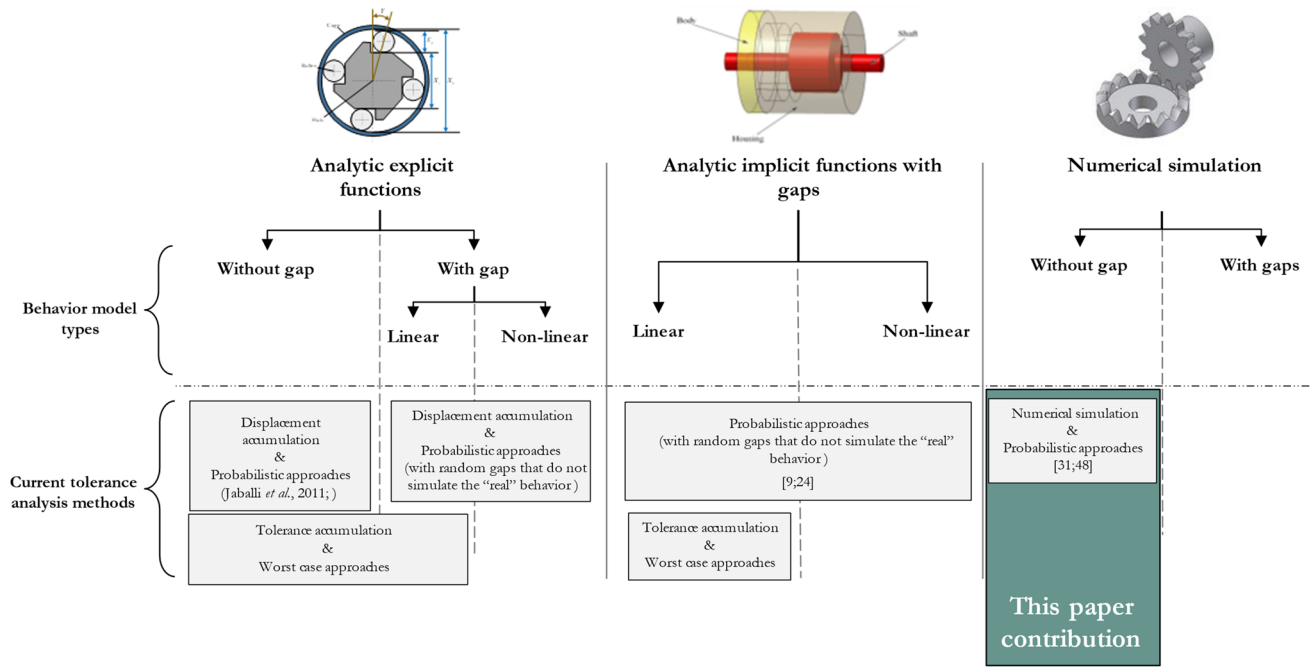 Cage
Roller
Body
Shaft
Housing
Analytic explicit
functions
Analytic implicit functions with
gaps
Numerical simulation
Without gap
With gap
Without gap
With gaps
Behavior model
types
Linear
Non-linear
Linear
Non-linear
Current tolerance
analysis methods
Displacement
accumulation
&
Probabilistic approaches
(Jaballi et al., 2011; )
Displacement accumulation
&
Probabilistic approaches
(with random gaps that do not
simulate the “real” behavior )
Tolerance accumulation
&
Worst case approaches
Probabilistic approaches
(with random gaps that do not simulate the “real”
behavior )
[9;24]
Tolerance accumulation
&
Worst case approaches
Numerical simulation
&
Probabilistic approaches
[31;48]
This paper
contribution